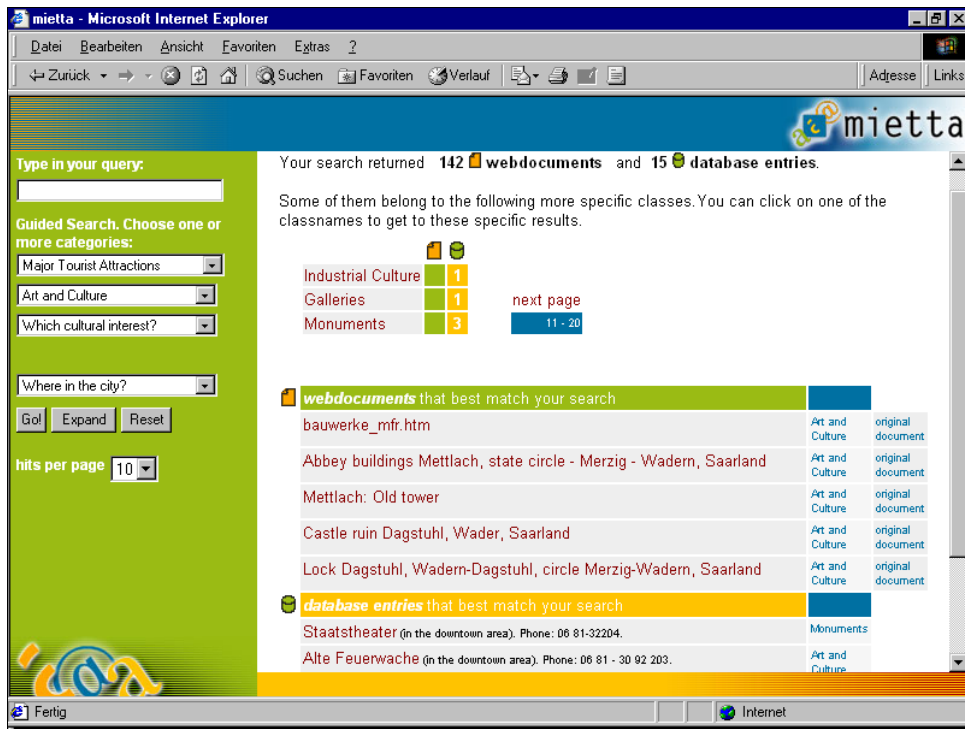 mietta - Microsoft Internet Explorer
Datei Bearbeiten Ansicht Favoriten Extras ?
Zurück Suchen Favoriten Verlauf Adresse Links
mietta
Type in your query:
Guided Search. Choose one or
more categories:
Major Tourist Attractions
Art and Culture
Which cultural interest?
Where in the city?
Go! Expand Reset
hits per page 10
Your search returned 142 webdocuments and 15 database entries.
Some of them belong to the following more specific classes.You can click on one of the
classnames to get to these specific results.
Industrial Culture 1
Galleries 1 next page
Monuments 3 11 - 20
webdocuments that best match your search
bauwerke_mfr.htm Art and Culture original document
Abbey buildings Mettlach, state circle - Merzig - Wadern, Saarland Art and Culture original document
Mettlach: Old tower Art and Culture original document
Castle ruin Dagstuhl, Wader, Saarland Art and Culture original document
Lock Dagstuhl, Wadern-Dagstuhl, circle Merzig-Wadern, Saarland Art and Culture original document
database entries that best match your search
Staatstheater (in the downtown area). Phone: 06 81-32204. Monuments
Alte Feuerwache (in the downtown area). Phone: 06 81 - 30 92 203. Art and Culture
Fertig Internet